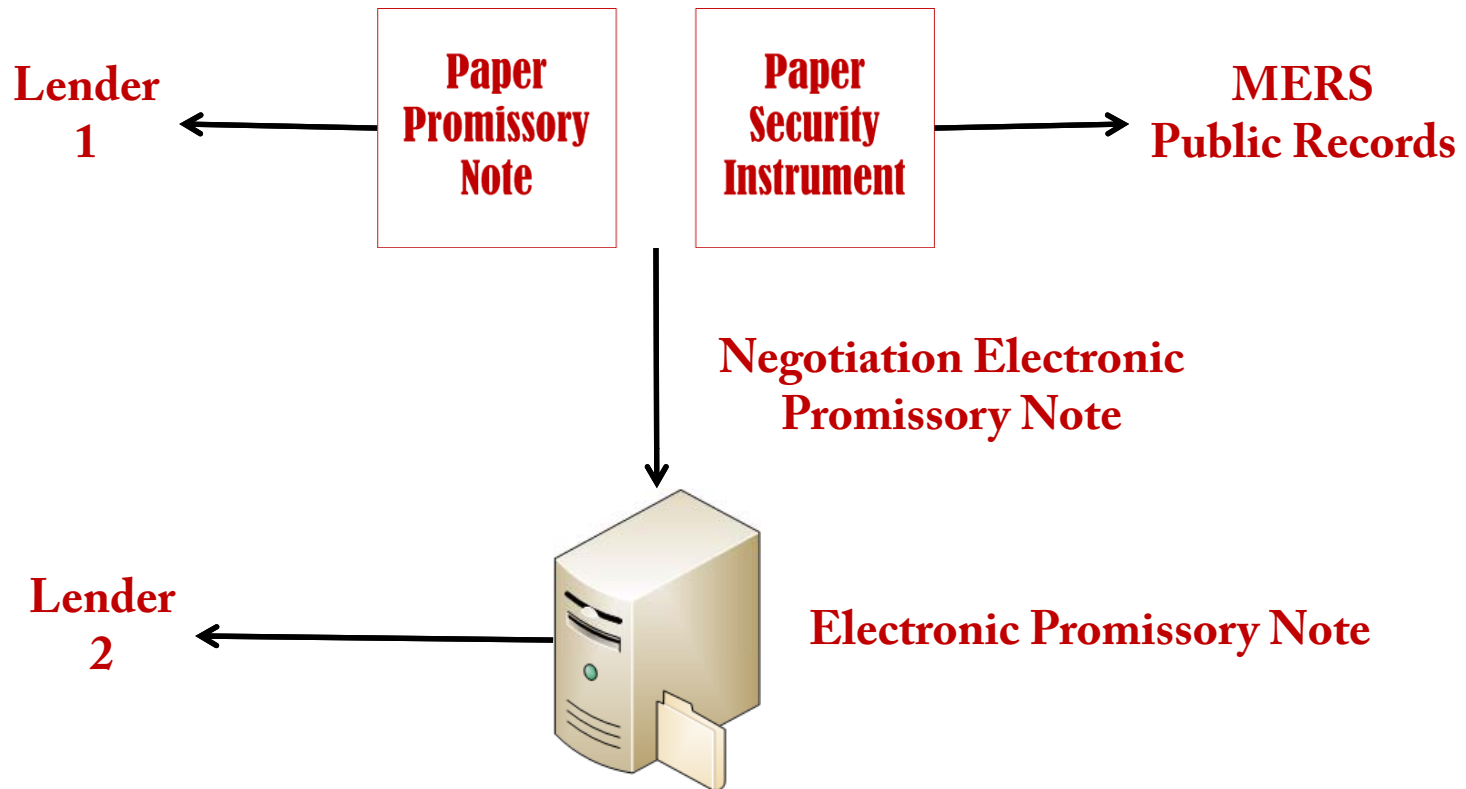 Lender
1
Paper
Promissory
Note
Paper
Security
Instrument
MERS
Public Records
Negotiation Electronic
Promissory Note
Lender
2
Electronic Promissory Note